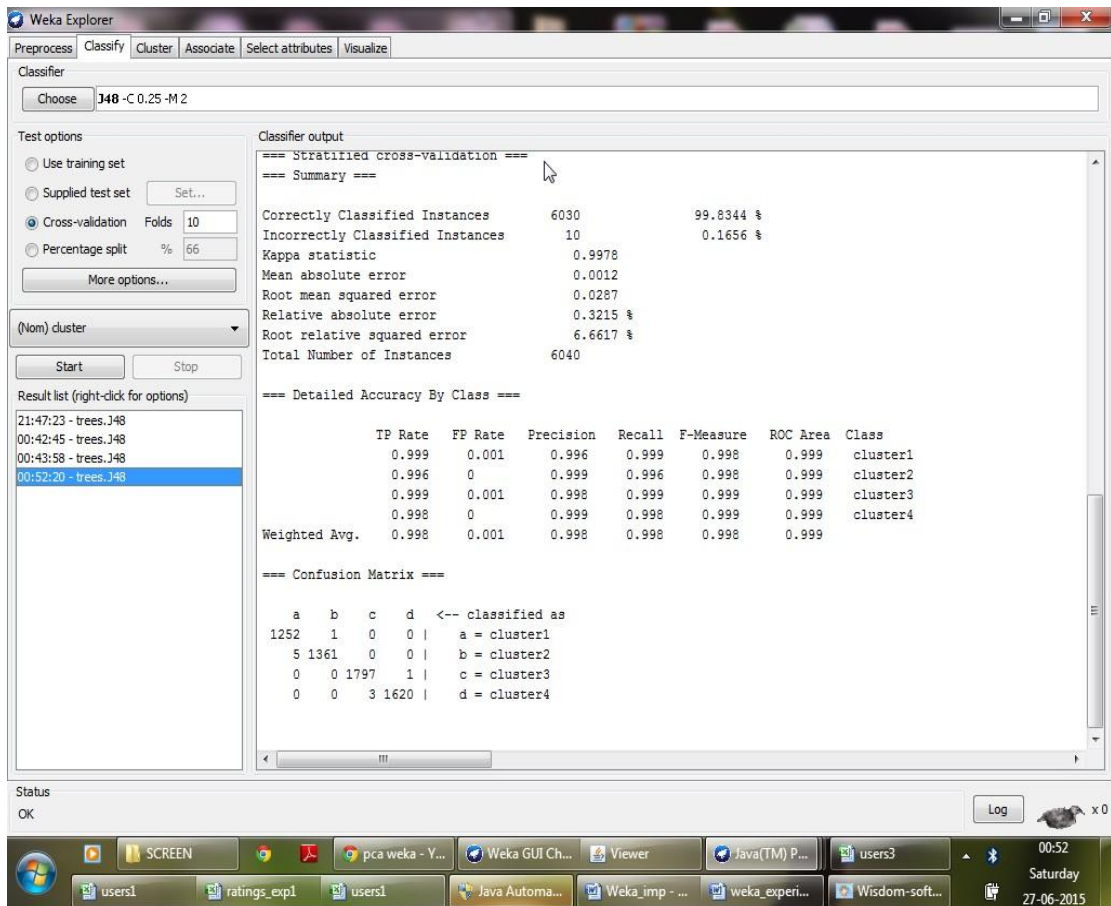 Weka Explorer
Preprocess Classify Cluster Associate Select attributes Visualize
Classifier
Choose J48 -C 0.25 -M 2
Test options
Use training set
Supplied test set Set...
Cross-validation Folds 10
Percentage split % 66
More options...
(Nom) cluster
Start Stop
Result list (right-click for options)
21:47:23 - trees.J48
00:42:45 - trees.J48
00:43:58 - trees.J48
00:52:20 - trees.J48
Classifier output
=== Stratified cross-validation ===
=== Summary ===
Correctly Classified Instances 6030 99.8344 %
Incorrectly Classified Instances 10 0.1656 %
Kappa statistic 0.9978
Mean absolute error 0.0012
Root mean squared error 0.0287
Relative absolute error 0.3215 %
Root relative squared error 6.6617 %
Total Number of Instances 6040
=== Detailed Accuracy By Class ===
TP Rate FP Rate Precision Recall F-Measure ROC Area Class
0.999 0.001 0.996 0.999 0.998 0.999 cluster1
0.996 0 0.999 0.996 0.998 0.999 cluster2
0.999 0.001 0.998 0.999 0.999 0.999 cluster3
0.998 0 0.999 0.998 0.999 0.999 cluster4
Weighted Avg. 0.998 0.001 0.998 0.998 0.998 0.999
=== Confusion Matrix ===
a b c d <-- classified as
1252 1 0 0 | a = cluster1
5 1361 0 0 | b = cluster2
0 0 1797 1 | c = cluster3
0 0 3 1620 | d = cluster4
Status
OK
Log x 0
SCREEN pca weka - Y... Weka GUI Ch... Viewer Java(TM) P... users3
users1 ratings_exp1 users1 Java Automa... Weka_imp - ... weka_experi... Wisdom-soft...
00:52
Saturday
27-06-2015